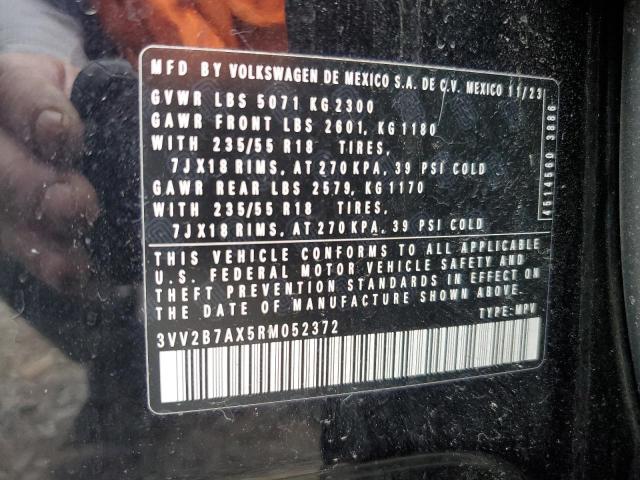 MFD BY VOLKSWAGEN DE MEXICO S.A. DE C.V. MEXICO 11/23
GVWR LBS 5071 KG 2300
GAWR FRONT LBS 2601, KG 1180
WITH 235/55 R18 TIRES,
7JX18 RIMS, AT 270 KPA, 39 PSI COLD
GAWR REAR LBS 2579, KG 1170
WITH 235/55 R18 TIRES,
7JX18 RIMS, AT 270 KPA, 39 PSI COLD
THIS VEHICLE CONFORMS TO ALL APPLICABLE
U.S. FEDERAL MOTOR VEHICLE SAFETY AND
THEFT PREVENTION STANDARDS IN EFFECT ON
THE DATE OF MANUFACTURE SHOWN ABOVE.
TYPE-MPV
3VV2B7AX5RM052372
4514560 3886